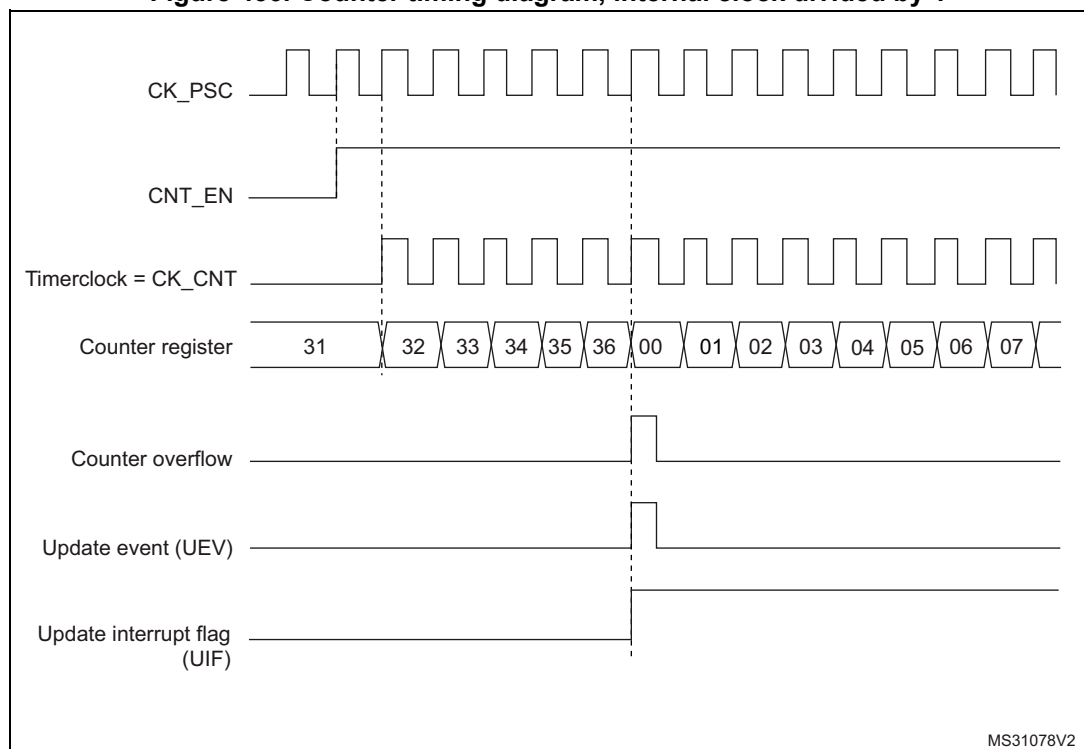 CK_PSC
CNT_EN
Timerclock = CK_CNT
Counter register 31 32 33 34 35 36 00 01 02 03 04 05 06 07
Counter overflow
Update event (UEV)
Update interrupt flag
(UIF)
MS31078V2